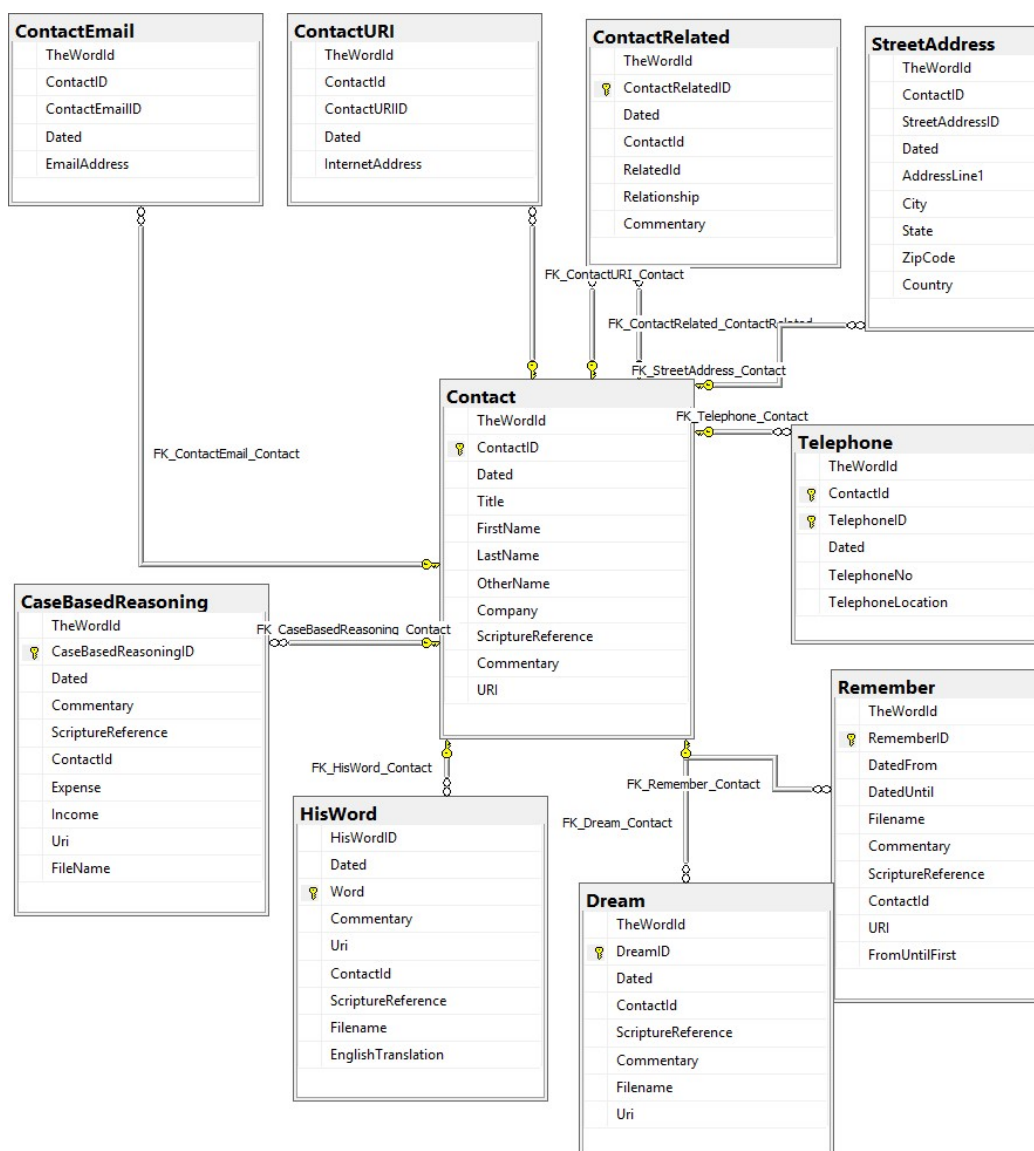 ContactEmail
TheWordId
ContactID
ContactEmailID
Dated
EmailAddress
ContactURI
TheWordId
ContactId
ContactURIID
Dated
InternetAddress
ContactRelated
TheWordId
ContactRelatedID
Dated
ContactId
RelatedId
Relationship
Commentary
StreetAddress
TheWordId
ContactID
StreetAddressID
Dated
AddressLine1
City
State
ZipCode
Country
FK_ContactURI_Contact
FK_ContactRelated_ContactRelated
FK_StreetAddress_Contact
FK_Telephone_Contact
FK_ContactEmail_Contact
Contact
TheWordId
ContactID
Dated
Title
FirstName
LastName
OtherName
Company
ScriptureReference
Commentary
URI
Telephone
TheWordId
ContactId
TelephoneID
Dated
TelephoneNo
TelephoneLocation
CaseBasedReasoning
TheWordId
CaseBasedReasoningID
Dated
Commentary
ScriptureReference
ContactId
Expense
Income
Uri
FileName
FK_CaseBasedReasoning_Contact
FK_HisWord_Contact
FK_Remember_Contact
FK_Dream_Contact
Remember
TheWordId
RememberID
DatedFrom
DatedUntil
Filename
Commentary
ScriptureReference
ContactId
URI
FromUntilFirst
HisWord
HisWordID
Dated
Word
Commentary
Uri
ContactId
ScriptureReference
Filename
EnglishTranslation
Dream
TheWordId
DreamID
Dated
ContactId
ScriptureReference
Commentary
Filename
Uri